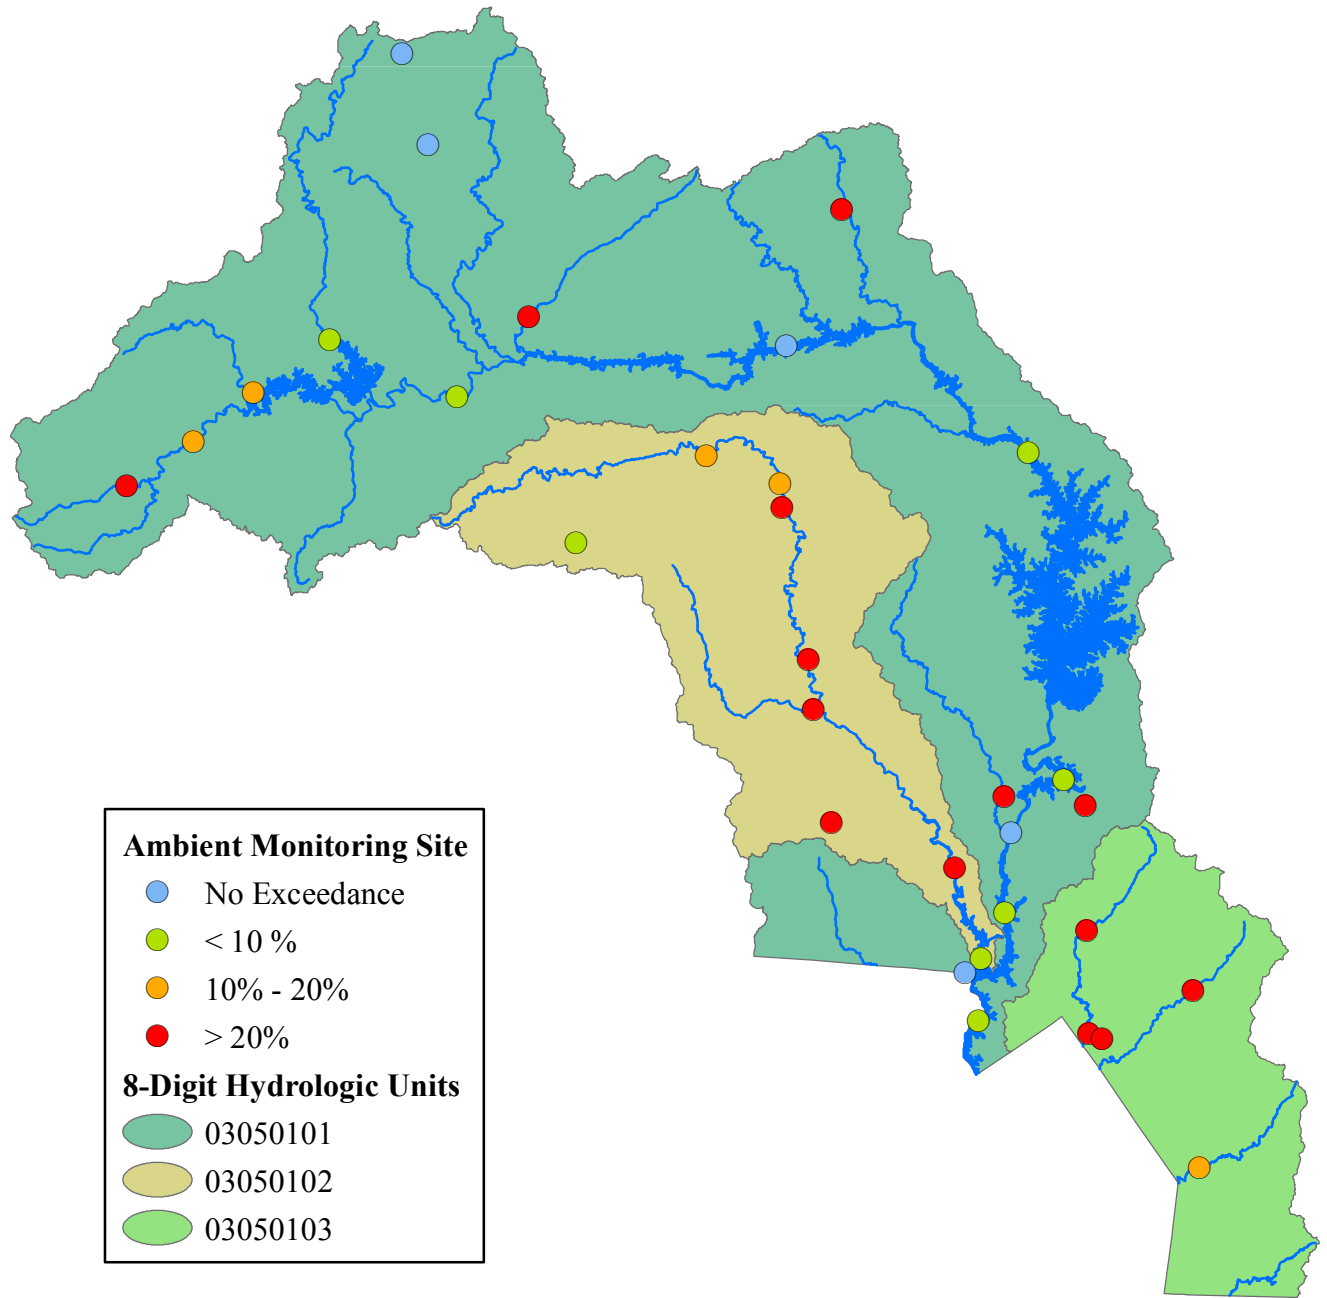 Ambient Monitoring Site
No Exceedance
< 10 %
10% - 20%
> 20%
8-Digit Hydrologic Units
03050101
03050102
03050103